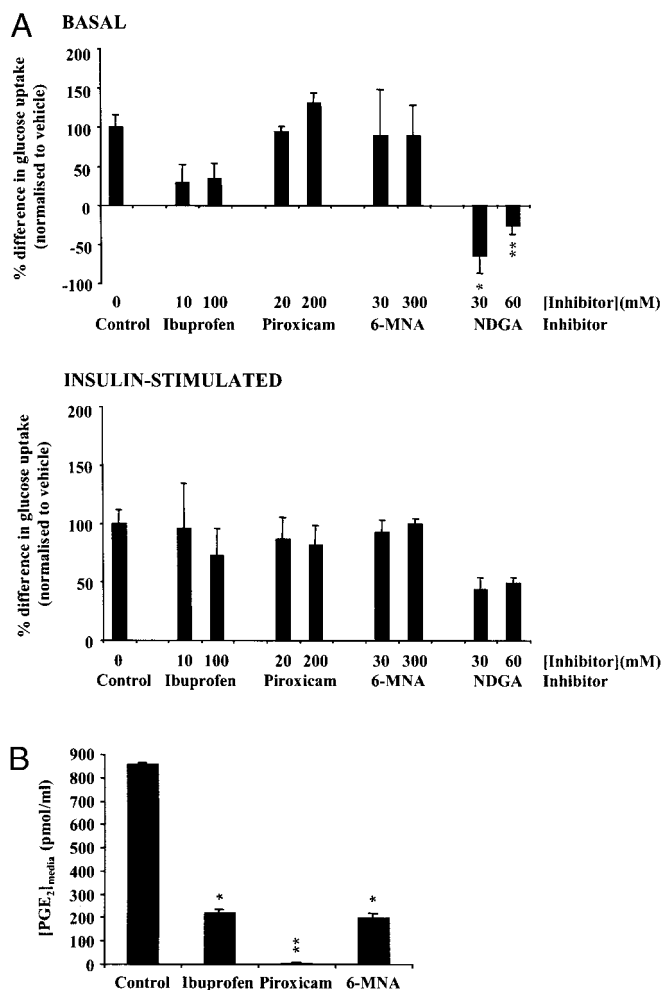 A
BASAL
% difference in glucose uptake
(normalised to vehicle)
200
150
100
50
0
-50
-100
*
**
0 10 100 20 200 30 300 30 60 [Inhibitor](mM)
Control Ibuprofen Piroxicam 6-MNA NDGA Inhibitor
INSULIN-STIMULATED
% difference in glucose uptake
(normalised to vehicle)
200
150
100
50
0
0 10 100 20 200 30 300 30 60 [Inhibitor](mM)
Control Ibuprofen Piroxicam 6-MNA NDGA Inhibitor
B
[PGE2]media (pmol/ml)
900
800
700
600
500
400
300
200
100
0
*
**
*
Control Ibuprofen Piroxicam 6-MNA